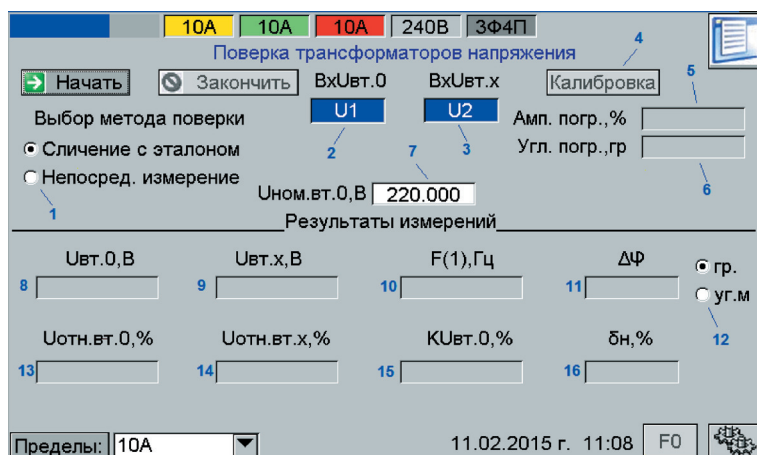 10А 10А 10А 240В 3Ф4П
Поверка трансформаторов напряжения
4
Начать Закончить ВхUвт.0 ВхUвт.х Калибровка 5
Выбор метода поверки U1 U2 Амп. погр.,%
Сличение с эталоном 2 7 3 Угл. погр.,гр
Непосред. измерение 6
1 Uном.вт.0,В 220.000
Результаты измерений
Uвт.0,В Uвт.х,В F(1),Гц ΔΨ гр.
8 9 10 11 уг.м
Uотн.вт.0,% Uотн.вт.х,% КUвт.0,% δн,% 12
13 14 15 16
Пределы: 10А 11.02.2015 г. 11:08 F0